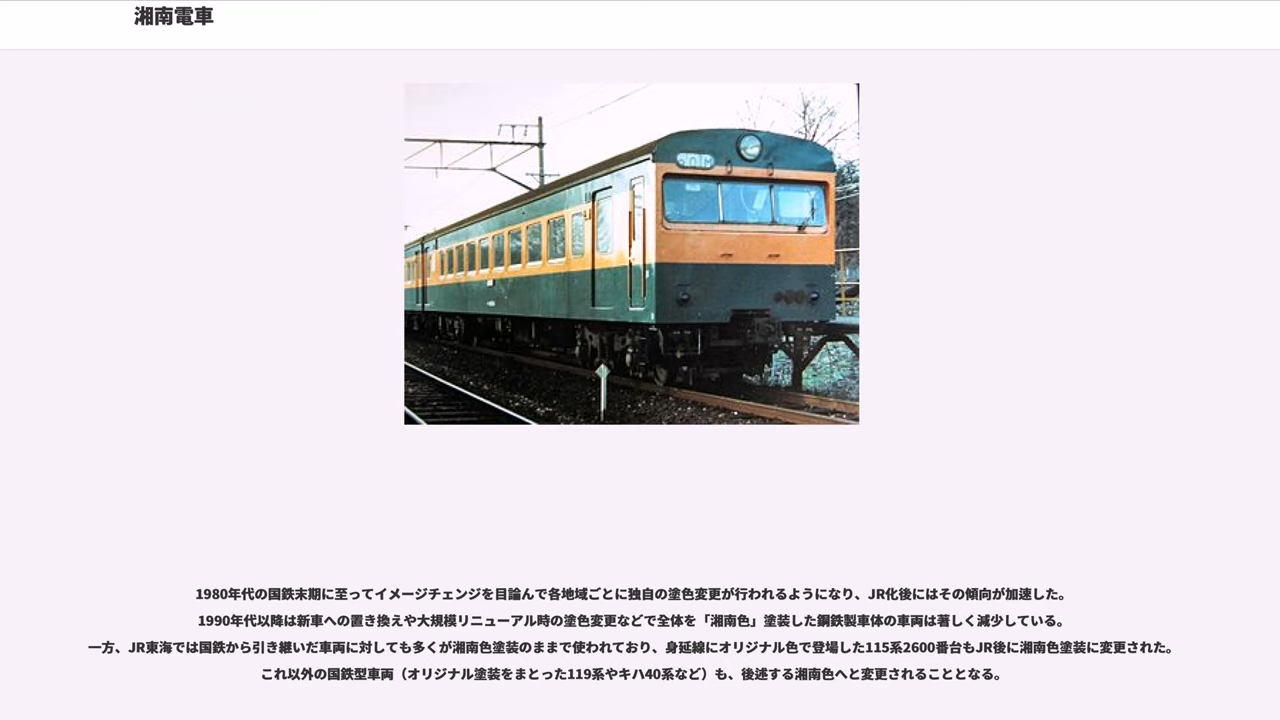 湘南電車
1980年代の国鉄末期に至ってイメージチェンジを目論んで各地域ごとに独自の塗色変更が行われるようになり、JR化後にはその傾向が加速した。
1990年代以降は新車への置き換えや大規模リニューアル時の塗色変更などで全体を「湘南色」塗装した鋼鉄製車体の車両は著しく減少している。
一方、JR東海では国鉄から引き継いだ車両に対しても多くが湘南色塗装のままで使われており、身延線にオリジナル色で登場した115系2600番台もJR後に湘南色塗装に変更された。
これ以外の国鉄型車両（オリジナル塗装をまとった119系やキハ40系など）も、後述する湘南色へと変更されることとなる。